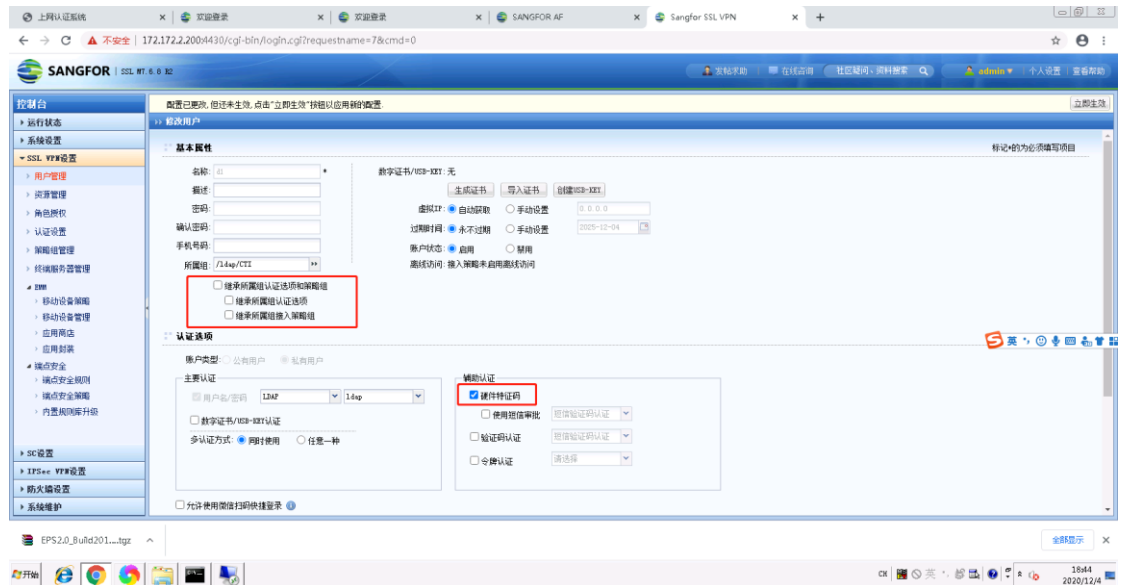 上网认证系统
欢迎登录
欢迎登录
SANGFOR AF
Sangfor SSL VPN
不安全 | 172.172.2.200:4430/cgi-bin/login.cgi?requestname=7&cmd=0
SANGFOR | SSL M7.6.8 R2
发帖求助
在线咨询
社区疑问、资料搜索
admin
个人设置
查看帮助
控制台
配置已更改, 但还未生效, 点击"立即生效"按钮以应用新的配置.
立即生效
运行状态
系统设置
SSL VPN设置
用户管理
资源管理
角色授权
认证设置
策略组管理
终端服务器管理
EMM
移动设备策略
移动设备管理
应用商店
应用封装
端点安全
端点安全规则
端点安全策略
内置规则库升级
SC设置
IPSec VPN设置
防火墙设置
系统维护
>> 修改用户
基本属性
标记*的为必须填写项目
名称: d1 *
描述:
密码:
确认密码:
手机号码:
所属组: /ldap/CTI
继承所属组认证选项和策略组
继承所属组认证选项
继承所属组接入策略组
数字证书/USB-KEY: 无
生成证书 导入证书 创建USB-KEY
虚拟IP: 自动获取 手动设置 0.0.0.0
过期时间: 永不过期 手动设置 2025-12-04
账户状态: 启用 禁用
离线访问: 接入策略未启用离线访问
认证选项
账户类型: 公有用户 私有用户
主要认证
用户名/密码 LDAP ldap
数字证书/USB-KEY认证
多认证方式: 同时使用 任意一种
辅助认证
硬件特征码
使用短信审批 短信验证码认证
验证码认证 短信验证码认证
令牌认证 请选择
允许使用微信扫码快捷登录
英
EPS2.0_Build201....tgz
全部显示
开始
CH
英
18:44
2020/12/4